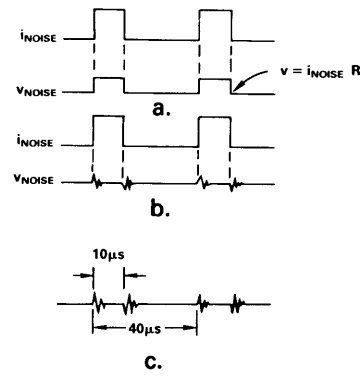 iNOISE
vNOISE
v = iNOISE R
a.
iNOISE
vNOISE
b.
10μs
40μs
c.